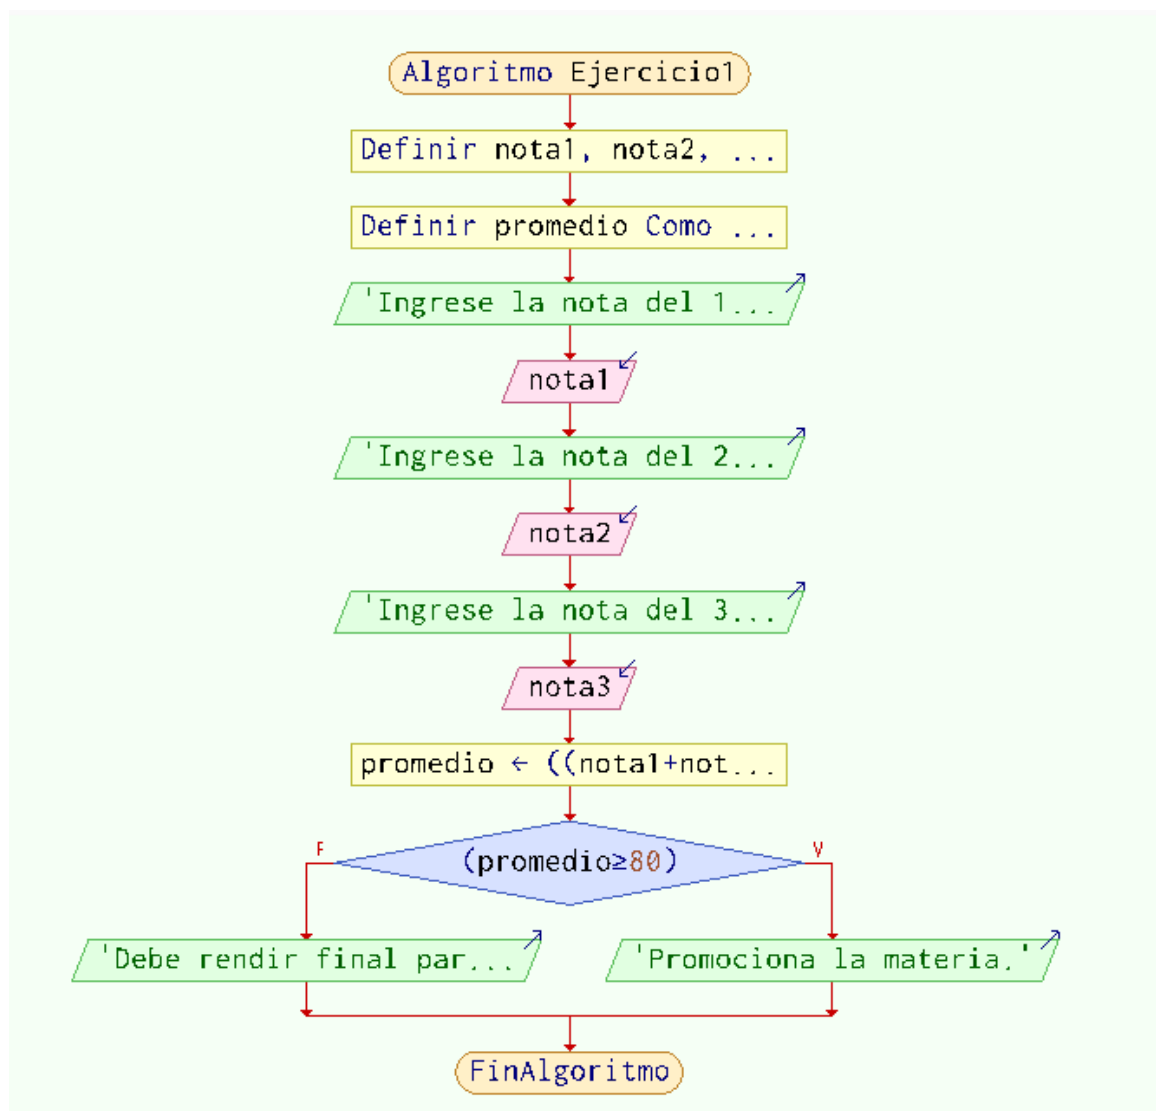 Algoritmo Ejercicio1
Definir nota1, nota2, ...
Definir promedio Como ...
'Ingrese la nota del 1...
nota1
'Ingrese la nota del 2...
nota2
'Ingrese la nota del 3...
nota3
promedio ← ((nota1+not...
(promedio≥80)
F
V
'Debe rendir final par...
'Promociona la materia.'
FinAlgoritmo